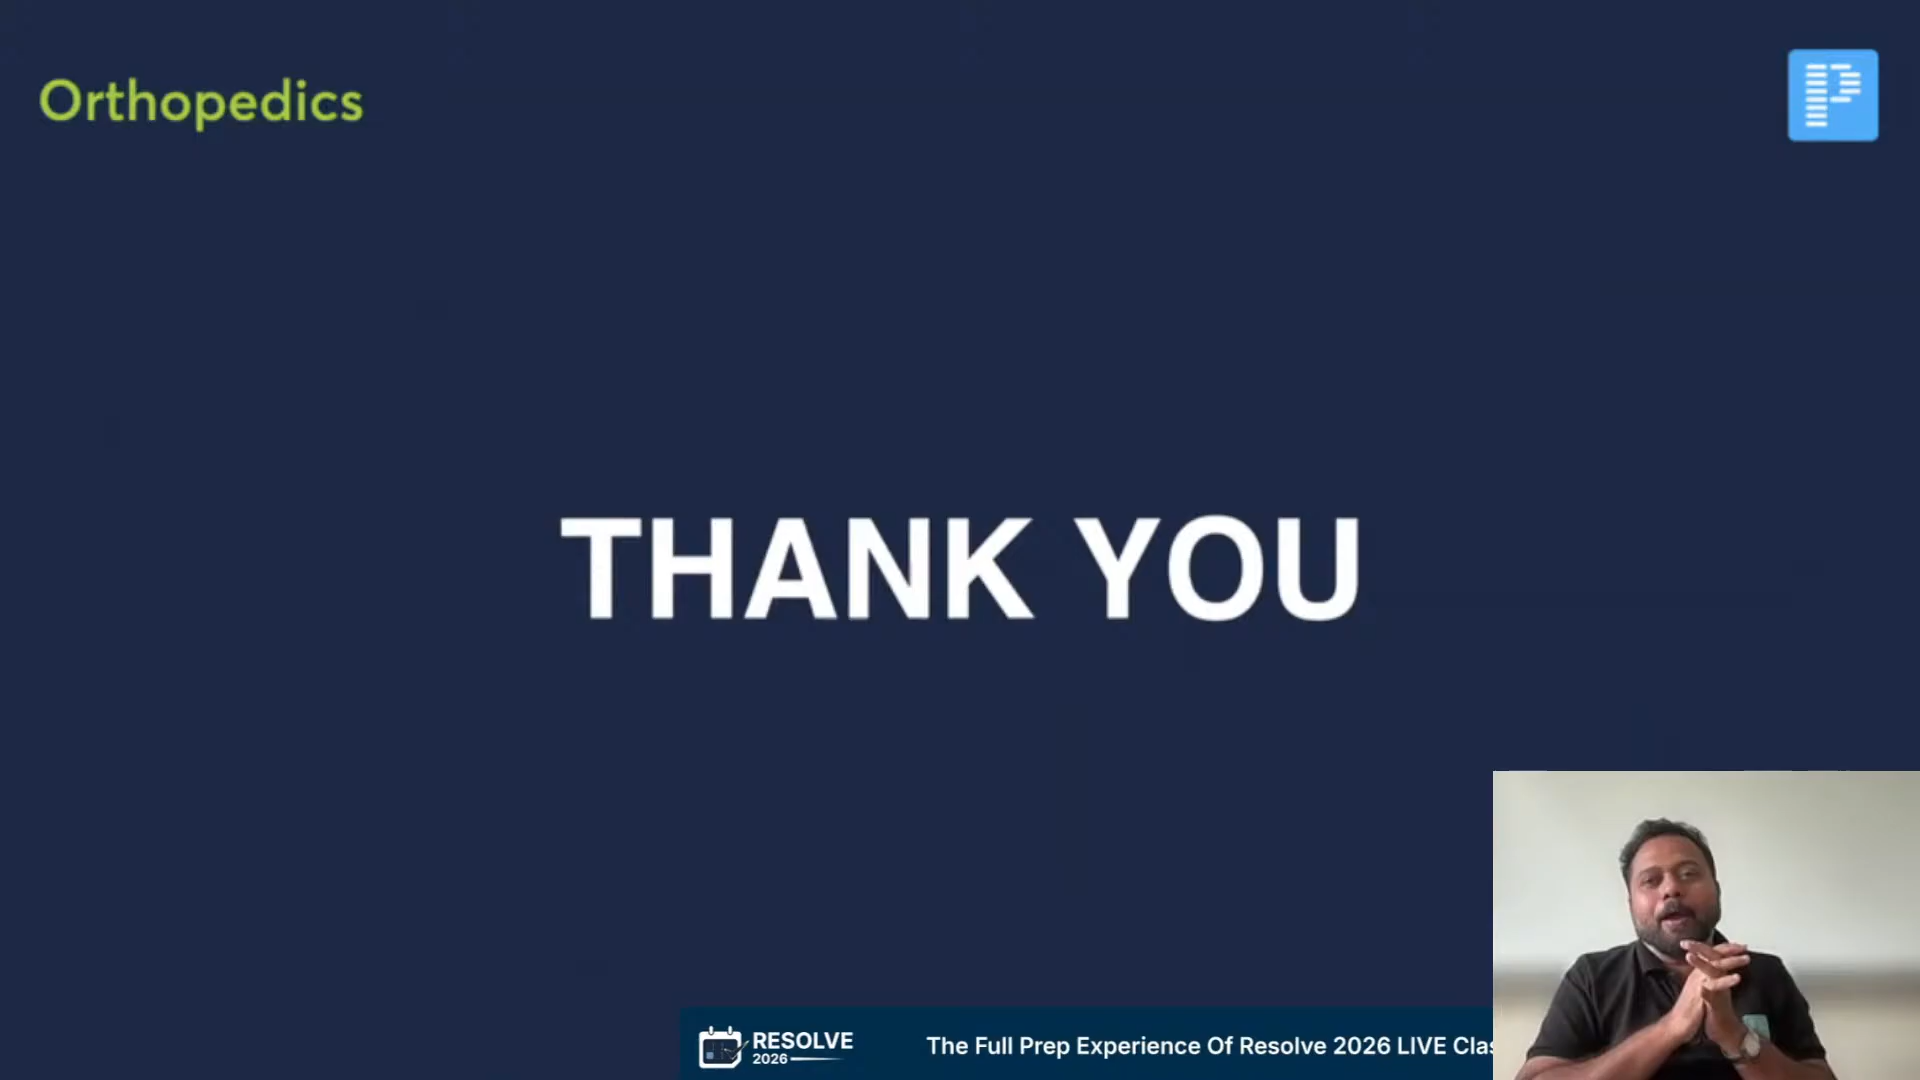 Orthopedics
P
THANK YOU
RESOLVE
2026
The Full Prep Experience Of Resolve 2026 LIVE Clas